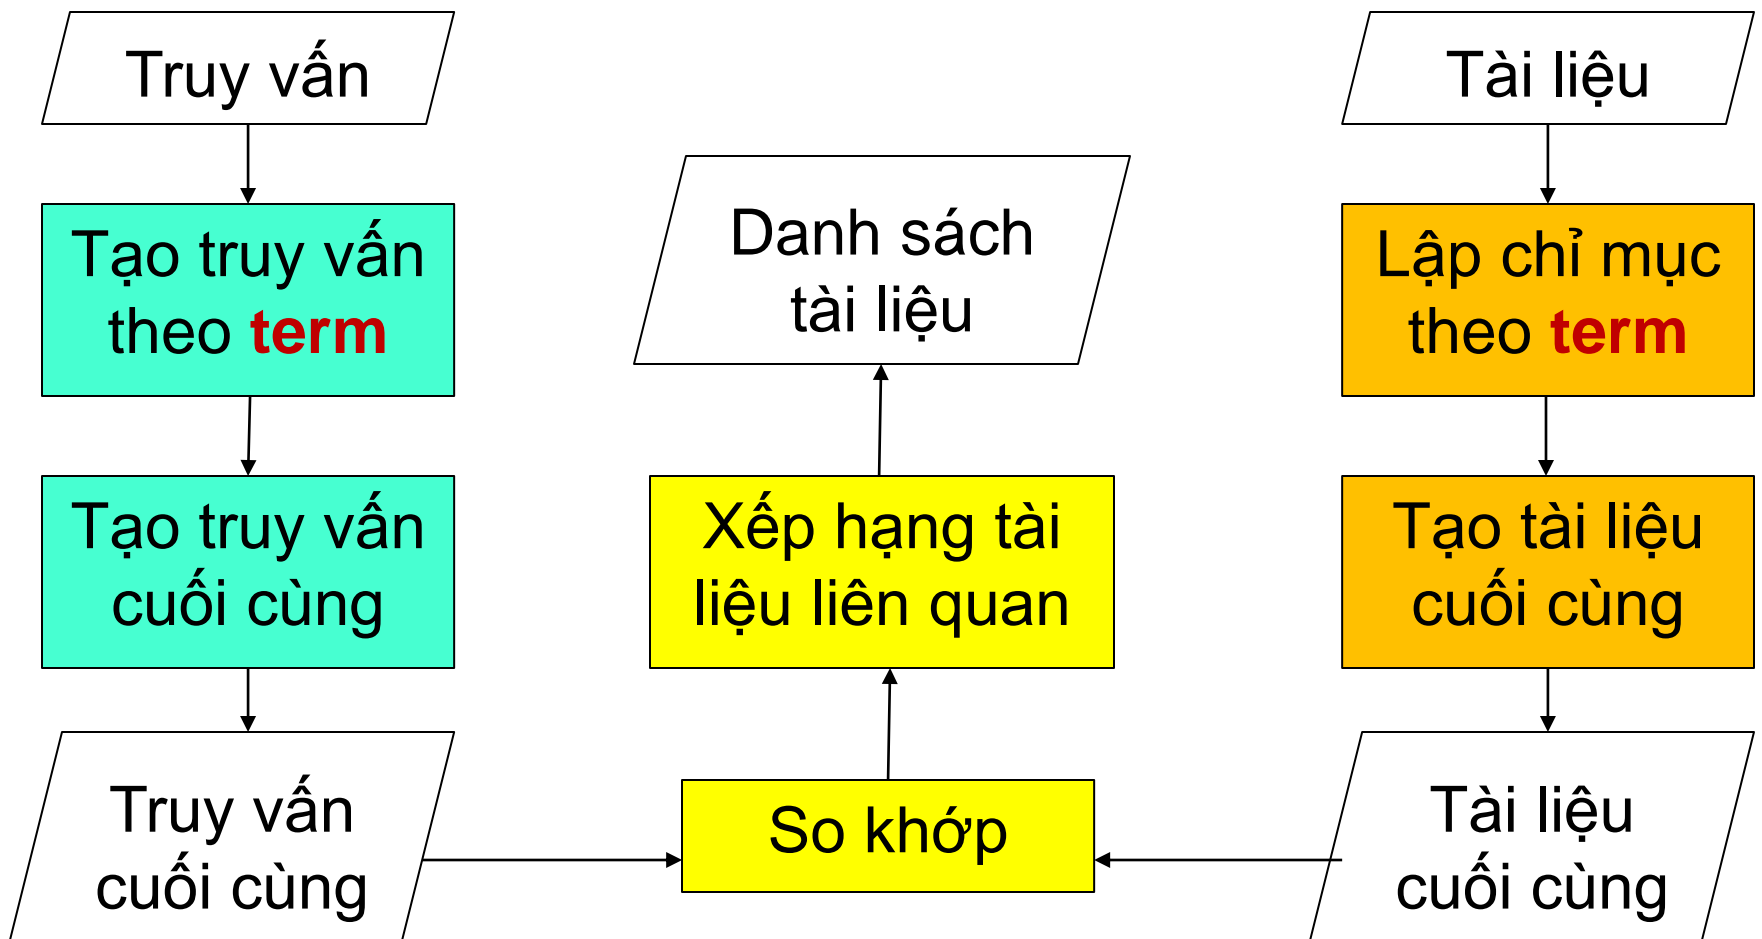 Truy vấn
Tạo truy vấn
theo term
Tạo truy vấn
cuối cùng
Truy vấn
cuối cùng
Danh sách
tài liệu
Xếp hạng tài
liệu liên quan
So khớp
Tài liệu
Lập chỉ mục
theo term
Tạo tài liệu
cuối cùng
Tài liệu
cuối cùng